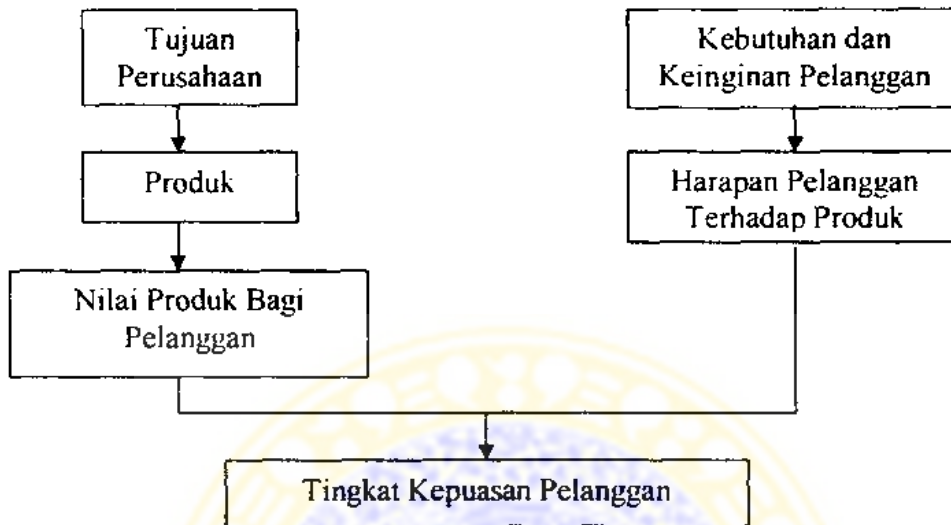 Tujuan
Perusahaan
Kebutuhan dan
Keinginan Pelanggan
Produk
Harapan Pelanggan
Terhadap Produk
Nilai Produk Bagi
Pelanggan
Tingkat Kepuasan Pelanggan